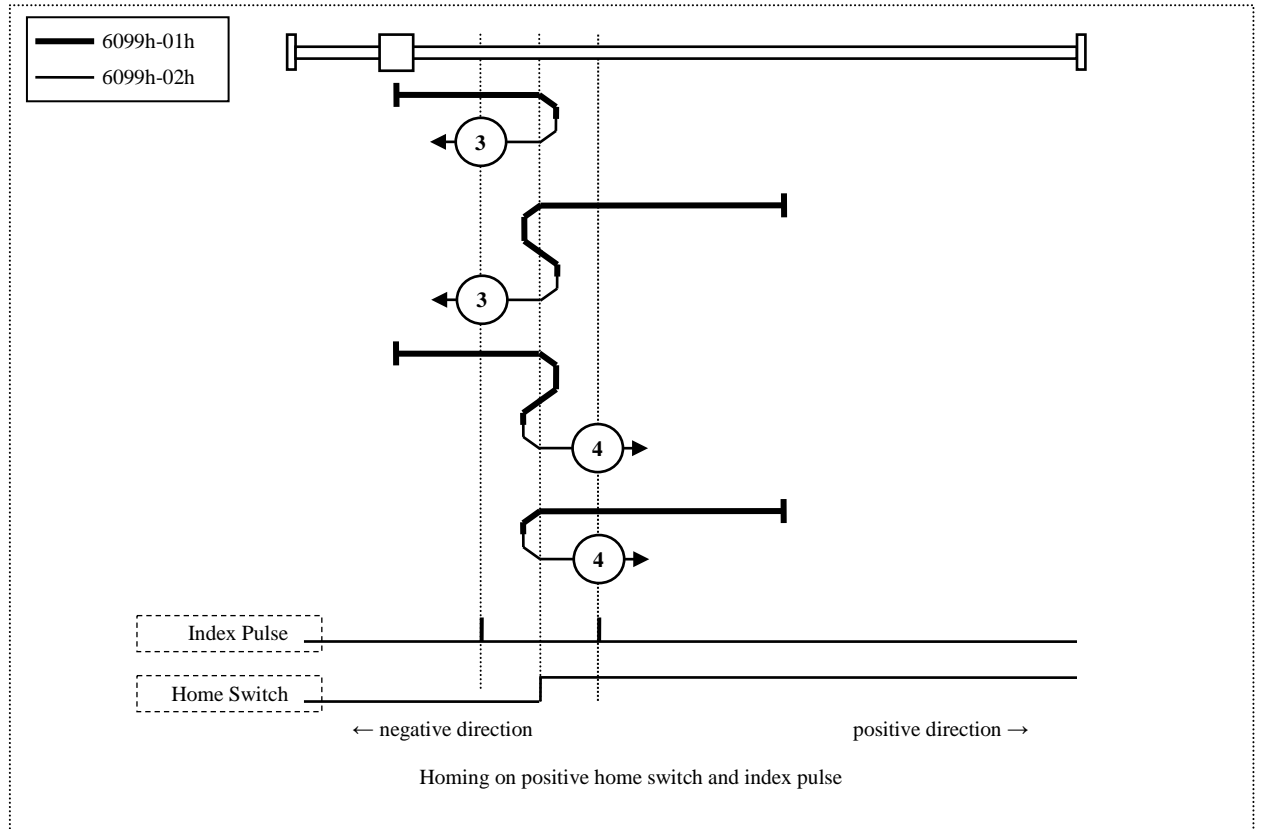 6099h-01h
6099h-02h
3
3
4
4
Index Pulse
Home Switch
← negative direction
positive direction →
Homing on positive home switch and index pulse